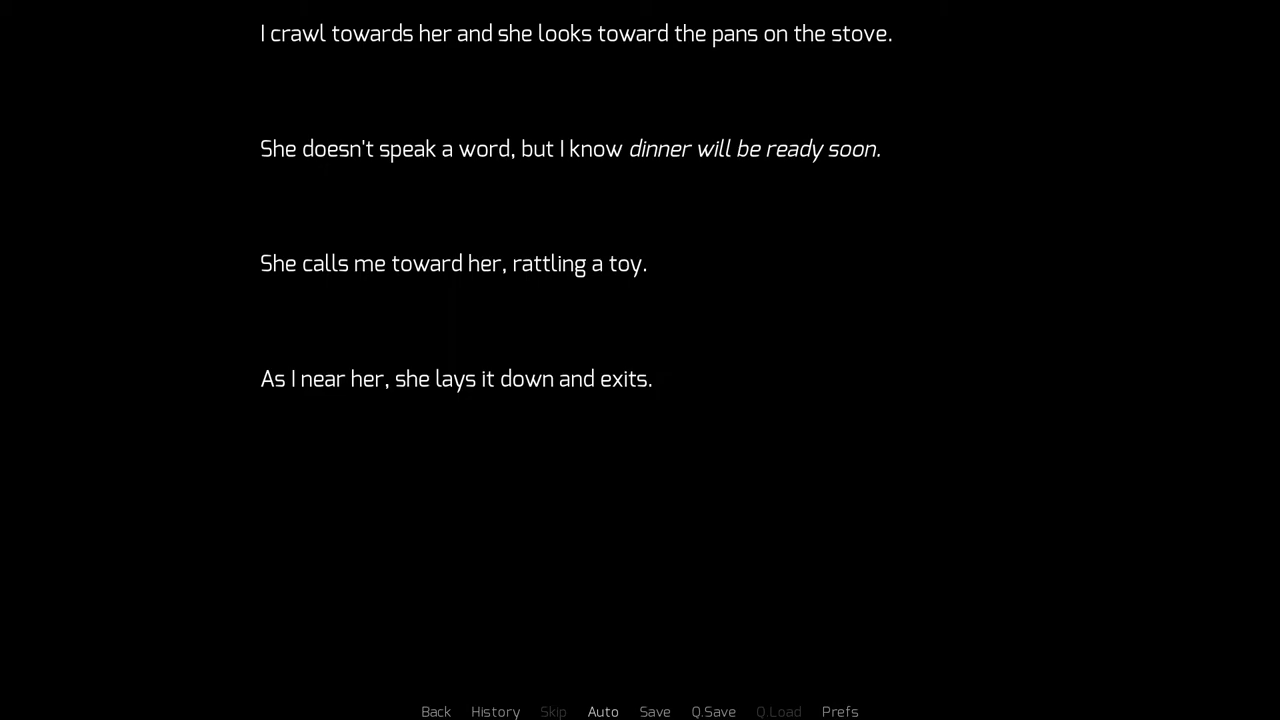 I crawl towards her and she looks toward the pans on the stove.
She doesn't speak a word, but I know dinner will be ready soon.
She calls me toward her, rattling a toy.
As I near her, she lays it down and exits.
Back History Skip Auto Save Q.Save Q.Load Prefs